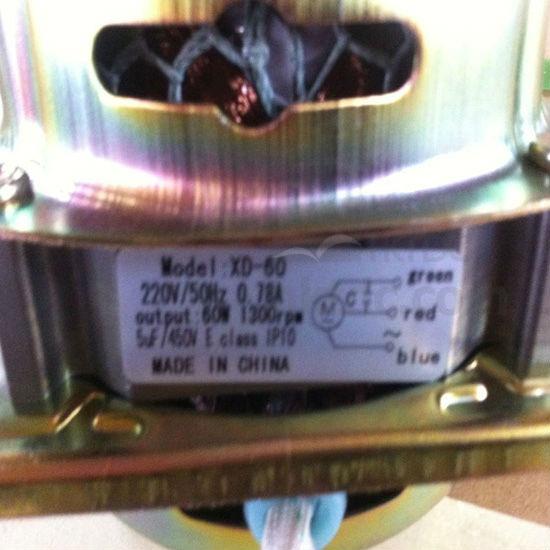 Model:XD-60
220V/50Hz 0.78A
output:60W 1300rpm
5uF/450V E class IP10
MADE IN CHINA
M
C
green
red
~
blue